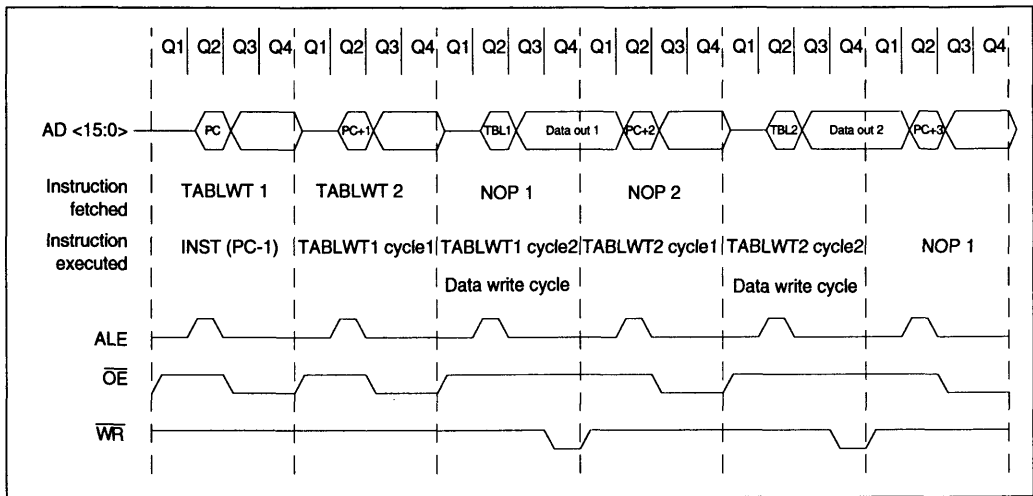 Q1 Q2 Q3 Q4 Q1 Q2 Q3 Q4 Q1 Q2 Q3 Q4 Q1 Q2 Q3 Q4 Q1 Q2 Q3 Q4 Q1 Q2 Q3 Q4
AD <15:0> PC PC+1 TBL1 Data out 1 PC+2 TBL2 Data out 2 PC+3
Instruction fetched TABLWT 1 TABLWT 2 NOP 1 NOP 2
Instruction executed INST (PC-1) TABLWT1 cycle1 TABLWT1 cycle2 TABLWT2 cycle1 TABLWT2 cycle2 NOP 1
Data write cycle Data write cycle
ALE
OE
WR